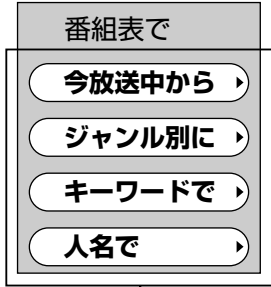 番組表で
今放送中から
ジャンル別に
キーワードで
人名で